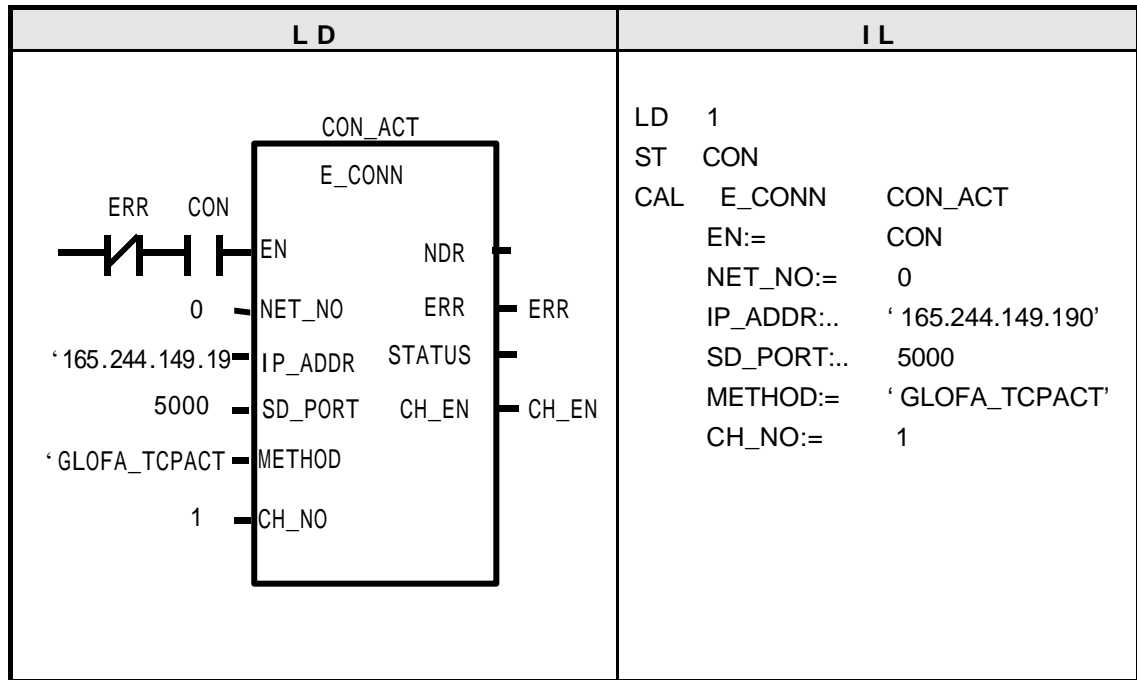 L D
I L
CON_ACT
E_CONN
ERR CON
EN NDR
0 NET_NO ERR ERR
‘165.244.149.19 IP_ADDR STATUS
5000 SD_PORT CH_EN CH_EN
‘GLOFA_TCPACT METHOD
1 CH_NO
LD 1
ST CON
CAL E_CONN CON_ACT
EN:= CON
NET_NO:= 0
IP_ADDR:.. ‘ 165.244.149.190’
SD_PORT:.. 5000
METHOD:= ‘ GLOFA_TCPACT’
CH_NO:= 1